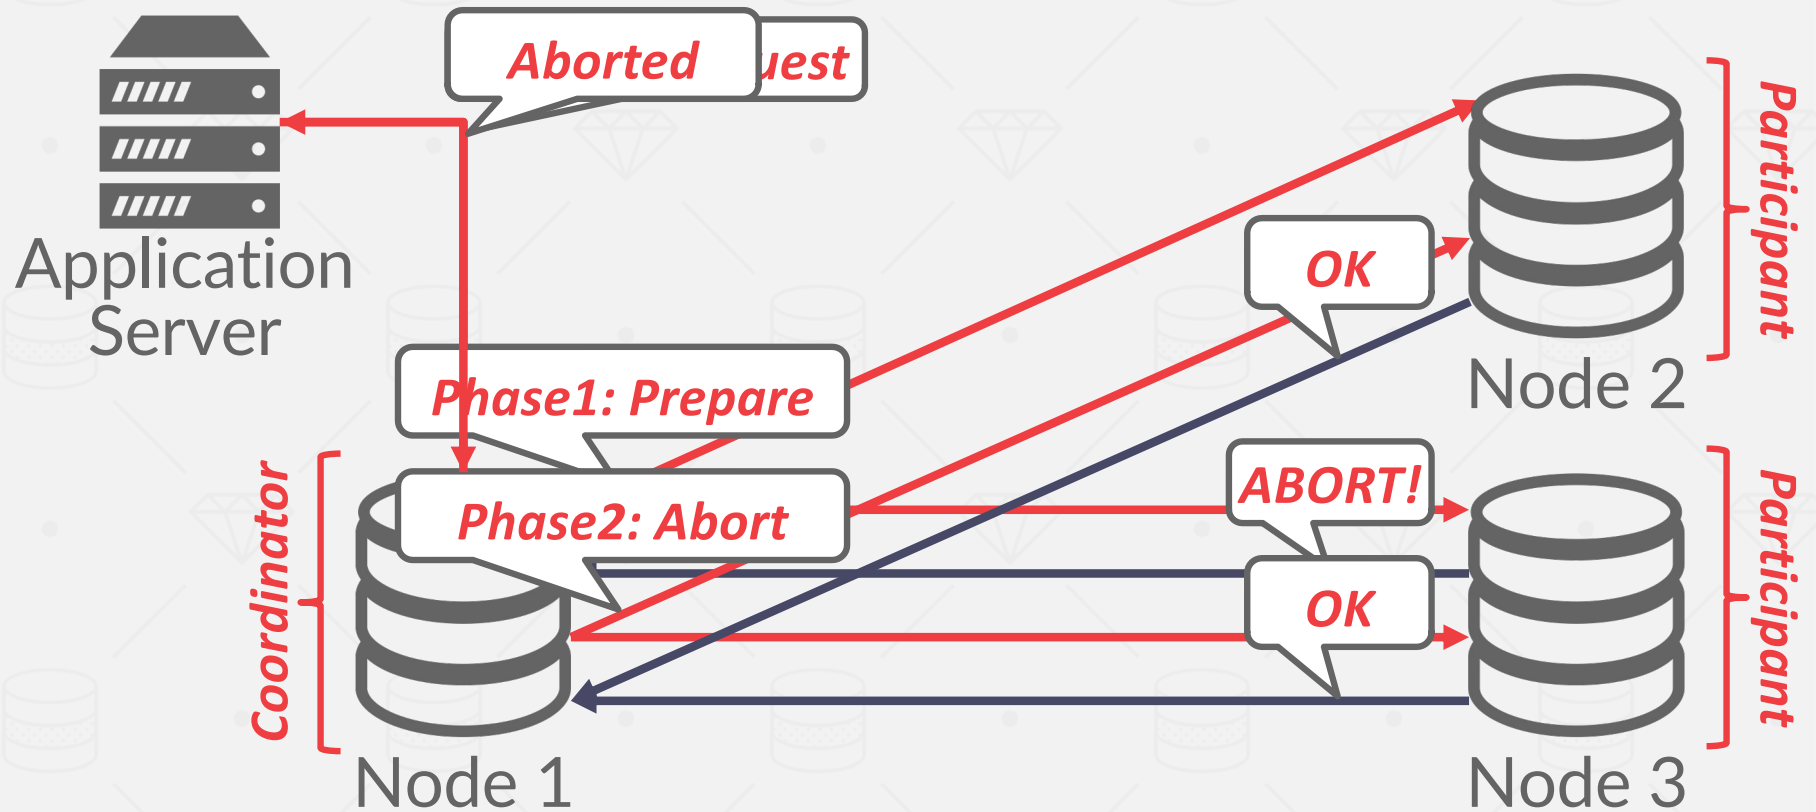 Aborted
uest
Application
Server
Phase1: Prepare
Phase2: Abort
Coordinator
Node 1
OK
Participant
Node 2
ABORT!
OK
Participant
Node 3